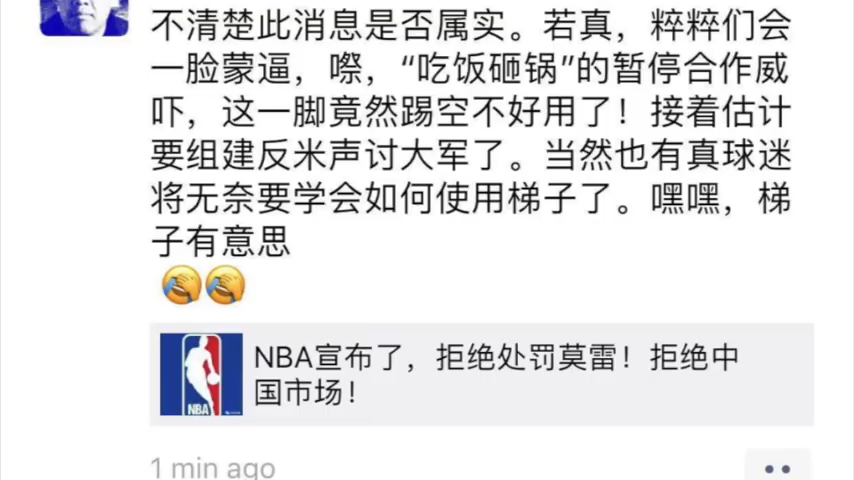 不清楚此消息是否属实。若真，粹粹们会
一脸蒙逼，嚓，“吃饭砸锅”的暂停合作威
吓，这一脚竟然踢空不好用了！接着估计
要组建反米声讨大军了。当然也有真球迷
将无奈要学会如何使用梯子了。嘿嘿，梯
子有意思
NBA宣布了，拒绝处罚莫雷！拒绝中
国市场！
NBA
1 min ago